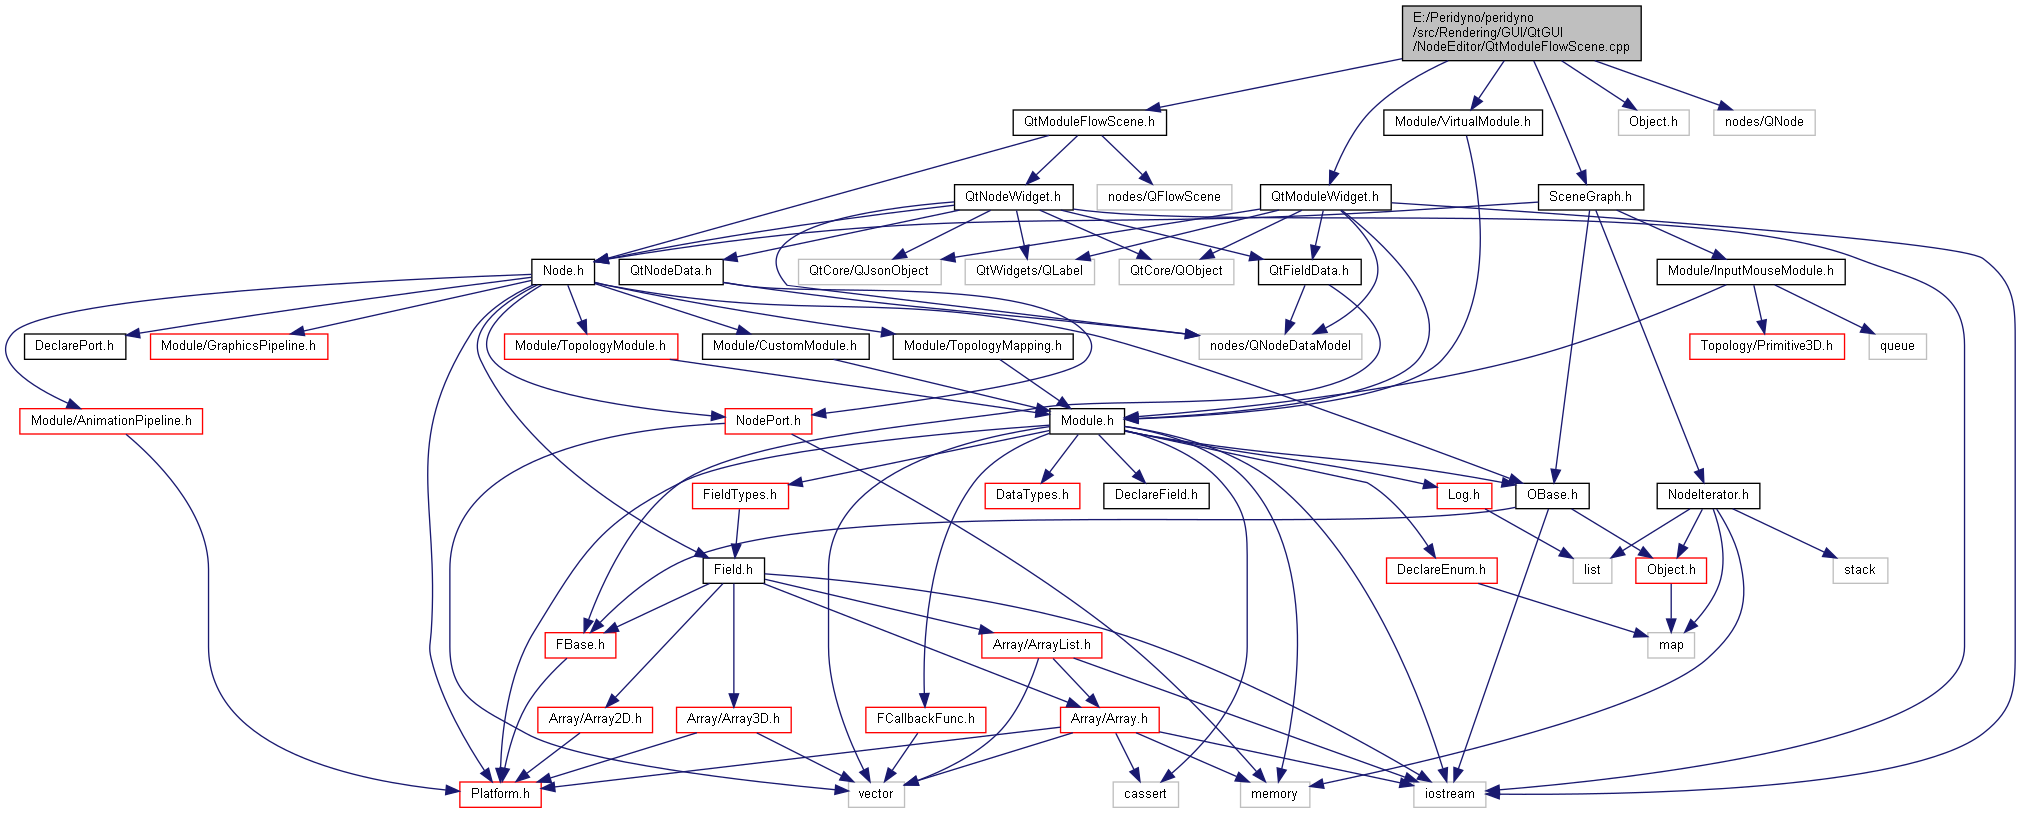 E:/Peridyno/peridyno
/src/Rendering/GUI/QtGUI
/NodeEditor/QtModuleFlowScene.cpp
QtModuleFlowScene.h
Module/VirtualModule.h
Object.h
nodes/QNode
QtNodeWidget.h
nodes/QFlowScene
QtModuleWidget.h
SceneGraph.h
Node.h
QtNodeData.h
QtCore/QJsonObject
QtWidgets/QLabel
QtCore/QObject
QtFieldData.h
Module/InputMouseModule.h
DeclarePort.h
Module/GraphicsPipeline.h
Module/TopologyModule.h
Module/CustomModule.h
Module/TopologyMapping.h
nodes/QNodeDataModel
Topology/Primitive3D.h
queue
Module/AnimationPipeline.h
NodePort.h
Module.h
FieldTypes.h
DataTypes.h
DeclareField.h
Log.h
OBase.h
NodeIterator.h
Field.h
DeclareEnum.h
list
Object.h
stack
FBase.h
Array/ArrayList.h
map
Array/Array2D.h
Array/Array3D.h
FCallbackFunc.h
Array/Array.h
Platform.h
vector
cassert
memory
iostream